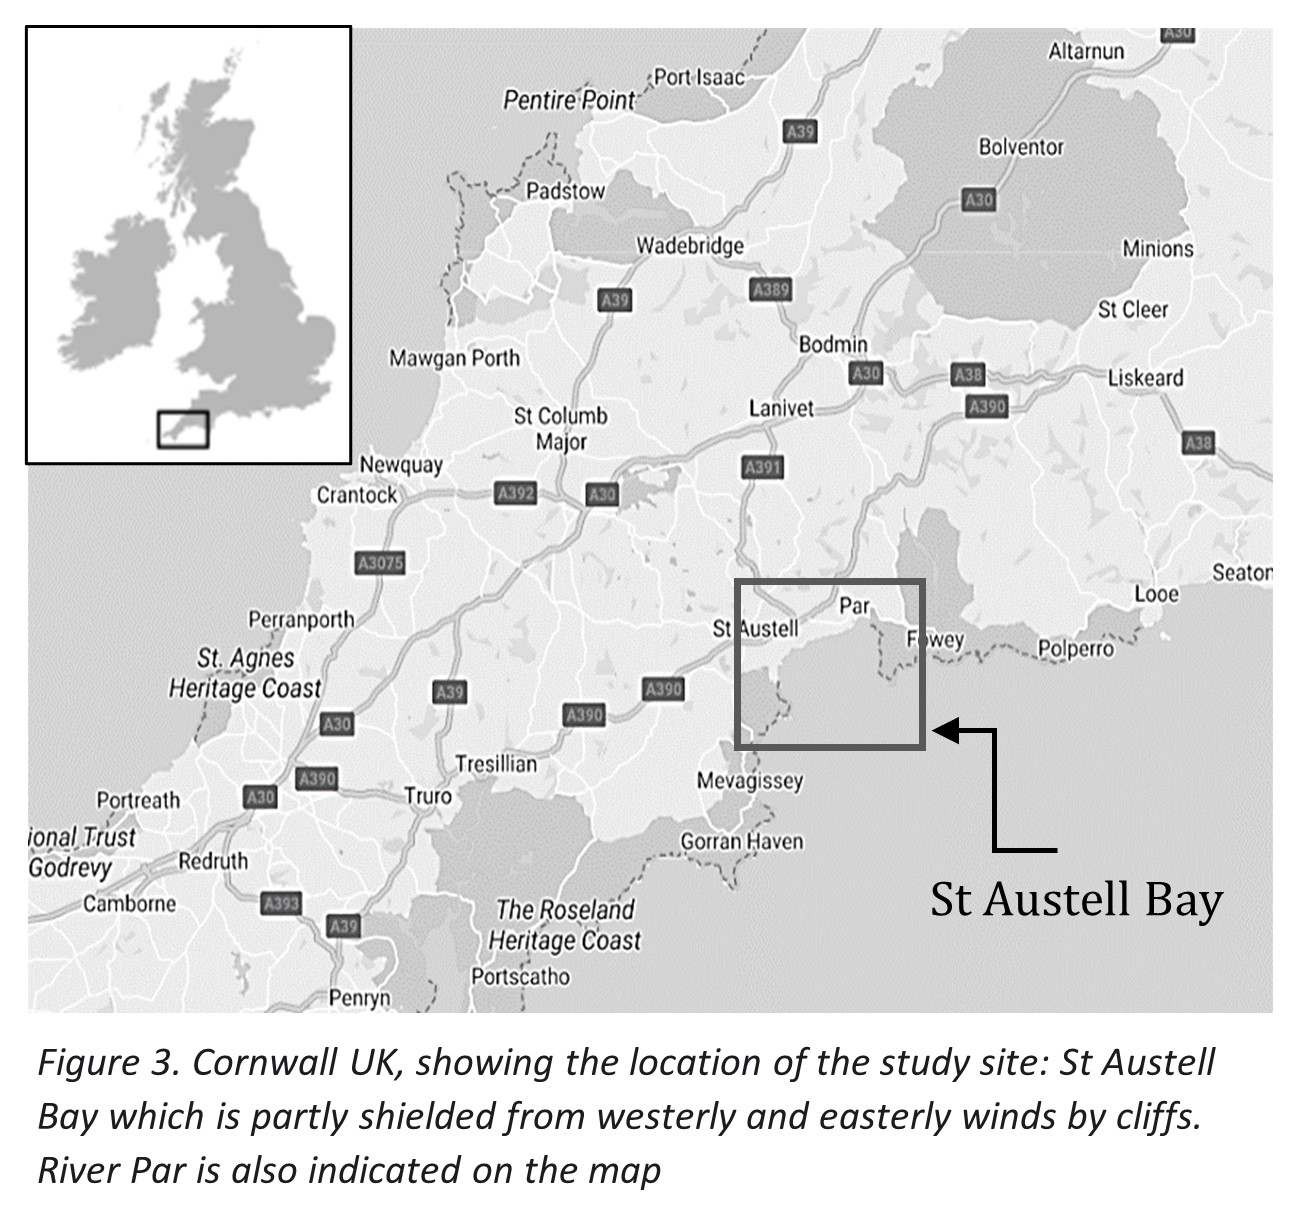 A30
Altarnun
Port Isaac
Pentire Point
A39
Bolventor
Padstow
A30
Wadebridge
Minions
A39
A389
St Cleer
Mawgan Porth
Bodmin
A30
A38
Liskeard
St Columb
Major
Lanivet
A390
A38
Newquay
A391
Crantock
A392
A30
A3075
Seaton
Looe
Perranporth
Par
St Austell
Fowey
Polperro
St. Agnes
Heritage Coast
A39
A390
A390
A30
Tresillian
A390
Mevagissey
Portreath
A30
Truro
ional Trust
Godrevy
Gorran Haven
Redruth
Camborne
A393
A39
St Austell Bay
The Roseland
Heritage Coast
Portscatho
Penryn
Figure 3. Cornwall UK, showing the location of the study site: St Austell
Bay which is partly shielded from westerly and easterly winds by cliffs.
River Par is also indicated on the map